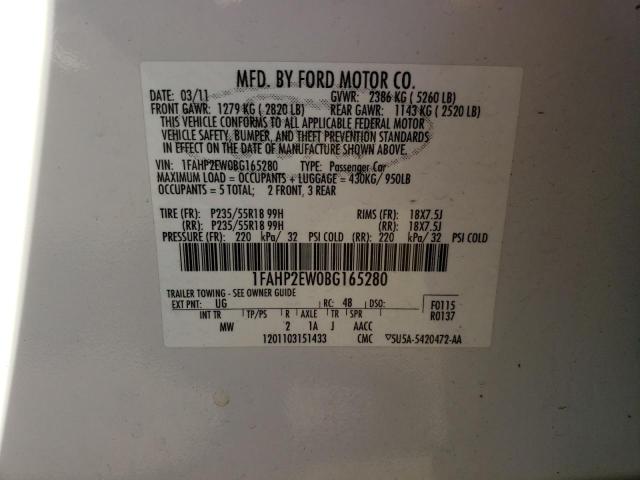 MFD. BY FORD MOTOR CO.
DATE: 03/11 GVWR: 2386 KG ( 5260 LB)
FRONT GAWR: 1279 KG ( 2820 LB) REAR GAWR: 1143 KG ( 2520 LB)
THIS VEHICLE CONFORMS TO ALL APPLICABLE FEDERAL MOTOR
VEHICLE SAFETY, BUMPER, AND THEFT PREVENTION STANDARDS
IN EFFECT ON THE DATE OF MANUFACTURE SHOWN ABOVE.
VIN: 1FAHP2EW0BG165280 TYPE: Passenger Car
MAXIMUM LOAD = OCCUPANTS + LUGGAGE = 430KG/ 950LB
OCCUPANTS = 5 TOTAL; 2 FRONT, 3 REAR
TIRE (FR): P235/55R18 99H RIMS (FR): 18X7.5J
(RR): P235/55R18 99H (RR): 18X7.5J
PRESSURE (FR): 220 kPa/ 32 PSI COLD (RR): 220 kPa/ 32 PSI COLD
1FAHP2EW0BG165280
TRAILER TOWING - SEE OWNER GUIDE
EXT PNT: UG RC: 48 DSO: F0115
INT TR TP/PS R AXLE TR SPR R0137
MW 2 1A J AACC
1201103151433 CMC ▽5U5A-5420472-AA